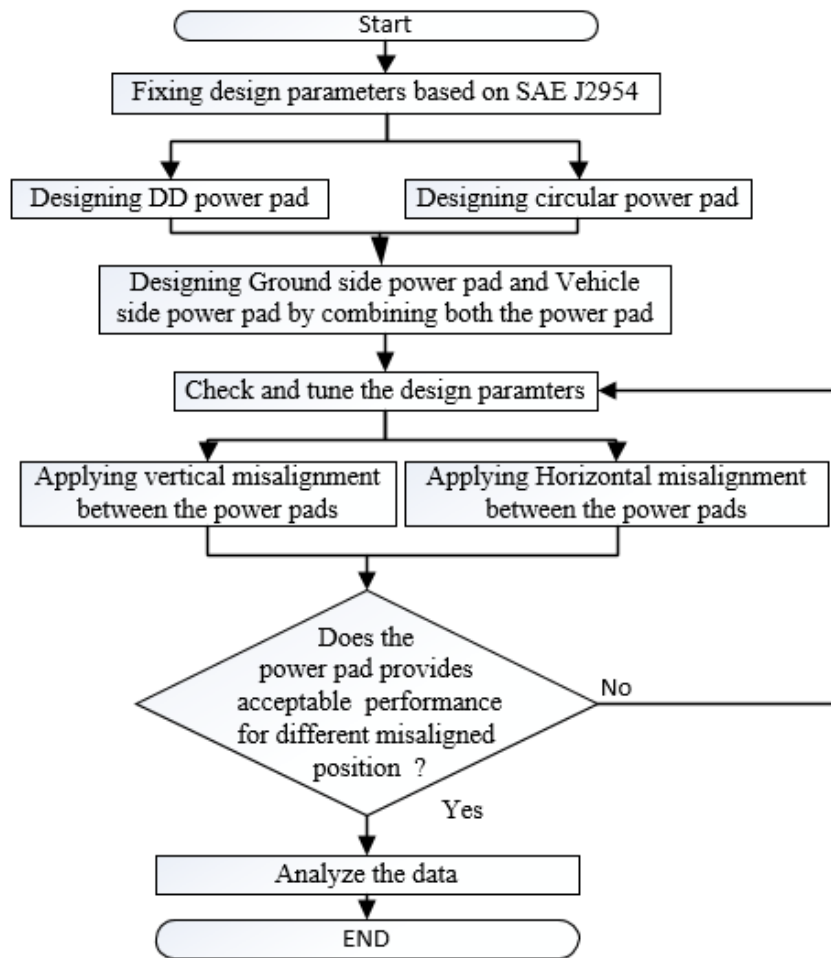 Start
Fixing design parameters based on SAE J2954
Designing DD power pad
Designing circular power pad
Designing Ground side power pad and Vehicle
side power pad by combining both the power pad
Check and tune the design paramters
Applying vertical misalignment
between the power pads
Applying Horizontal misalignment
between the power pads
Does the
power pad provides
acceptable performance
for different misaligned
position ?
No
Yes
Analyze the data
END